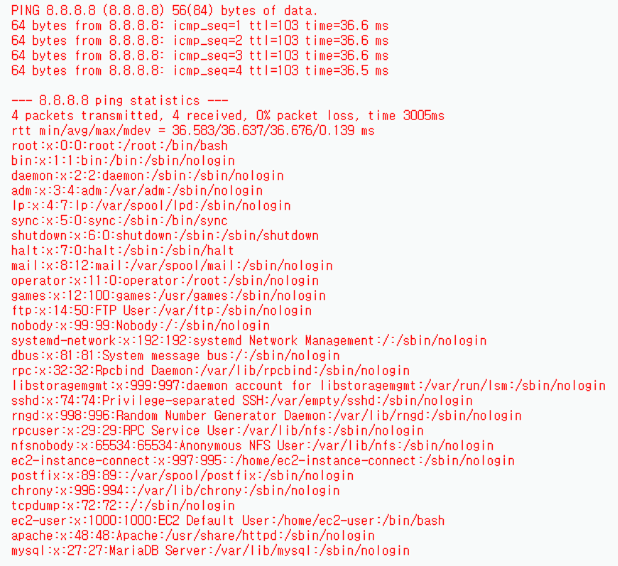 PING 8.8.8.8 (8.8.8.8) 56(84) bytes of data.
64 bytes from 8.8.8.8: icmp_seq=1 ttl=103 time=36.6 ms
64 bytes from 8.8.8.8: icmp_seq=2 ttl=103 time=36.6 ms
64 bytes from 8.8.8.8: icmp_seq=3 ttl=103 time=36.6 ms
64 bytes from 8.8.8.8: icmp_seq=4 ttl=103 time=36.5 ms
--- 8.8.8.8 ping statistics ---
4 packets transmitted, 4 received, 0% packet loss, time 3005ms
rtt min/avg/max/mdev = 36.583/36.637/36.676/0.139 ms
root:x:0:0:root:/root:/bin/bash
bin:x:1:1:bin:/bin:/sbin/nologin
daemon:x:2:2:daemon:/sbin:/sbin/nologin
adm:x:3:4:adm:/var/adm:/sbin/nologin
lp:x:4:7:lp:/var/spool/lpd:/sbin/nologin
sync:x:5:0:sync:/sbin:/bin/sync
shutdown:x:6:0:shutdown:/sbin:/sbin/shutdown
halt:x:7:0:halt:/sbin:/sbin/halt
mail:x:8:12:mail:/var/spool/mail:/sbin/nologin
operator:x:11:0:operator:/root:/sbin/nologin
games:x:12:100:games:/usr/games:/sbin/nologin
ftp:x:14:50:FTP User:/var/ftp:/sbin/nologin
nobody:x:99:99:Nobody:/:/sbin/nologin
systemd-network:x:192:192:systemd Network Management:/:/sbin/nologin
dbus:x:81:81:System message bus:/:/sbin/nologin
rpc:x:32:32:Rpcbind Daemon:/var/lib/rpcbind:/sbin/nologin
libstoragemgmt:x:999:997:daemon account for libstoragemgmt:/var/run/lsm:/sbin/nologin
sshd:x:74:74:Privilege-separated SSH:/var/empty/sshd:/sbin/nologin
rngd:x:998:996:Random Number Generator Daemon:/var/lib/rngd:/sbin/nologin
rpcuser:x:29:29:RPC Service User:/var/lib/nfs:/sbin/nologin
nfsnobody:x:65534:65534:Anonymous NFS User:/var/lib/nfs:/sbin/nologin
ec2-instance-connect:x:997:995::/home/ec2-instance-connect:/sbin/nologin
postfix:x:89:89::/var/spool/postfix:/sbin/nologin
chrony:x:996:994::/var/lib/chrony:/sbin/nologin
tcpdump:x:72:72::/:/sbin/nologin
ec2-user:x:1000:1000:EC2 Default User:/home/ec2-user:/bin/bash
apache:x:48:48:Apache:/usr/share/httpd:/sbin/nologin
mysql:x:27:27:MariaDB Server:/var/lib/mysql:/sbin/nologin